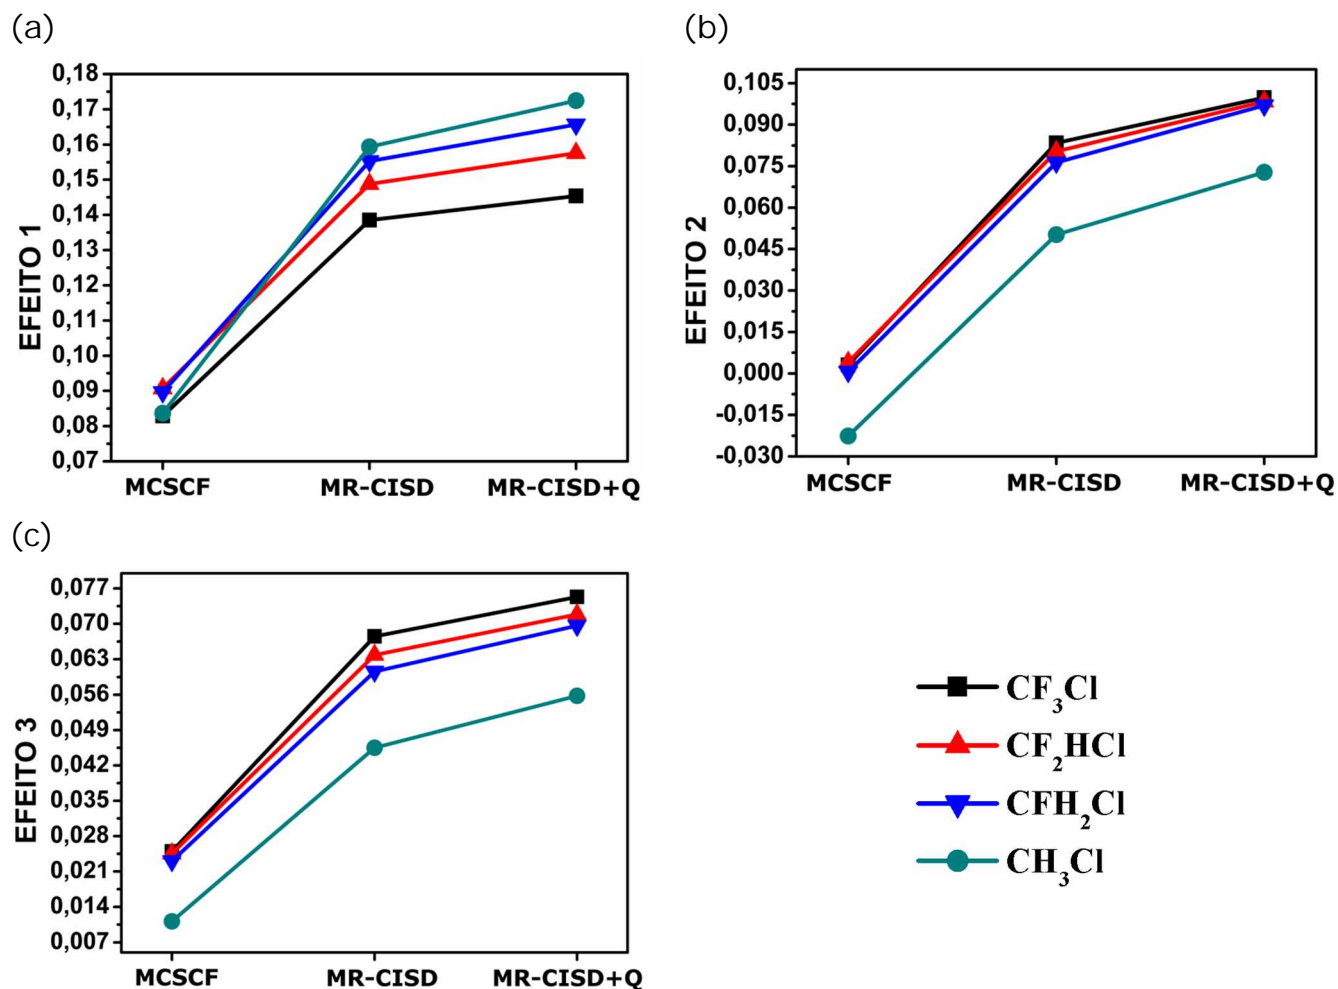 (a)
EFEITO 1
0,18
0,17
0,16
0,15
0,14
0,13
0,12
0,11
0,10
0,09
0,08
0,07
MCSCF MR-CISD MR-CISD+Q
(b)
EFEITO 2
0,105
0,090
0,075
0,060
0,045
0,030
0,015
0,000
-0,015
-0,030
MCSCF MR-CISD MR-CISD+Q
(c)
EFEITO 3
0,077
0,070
0,063
0,056
0,049
0,042
0,035
0,028
0,021
0,014
0,007
MCSCF MR-CISD MR-CISD+Q
CF₃Cl
CF₂HCl
CFH₂Cl
CH₃Cl